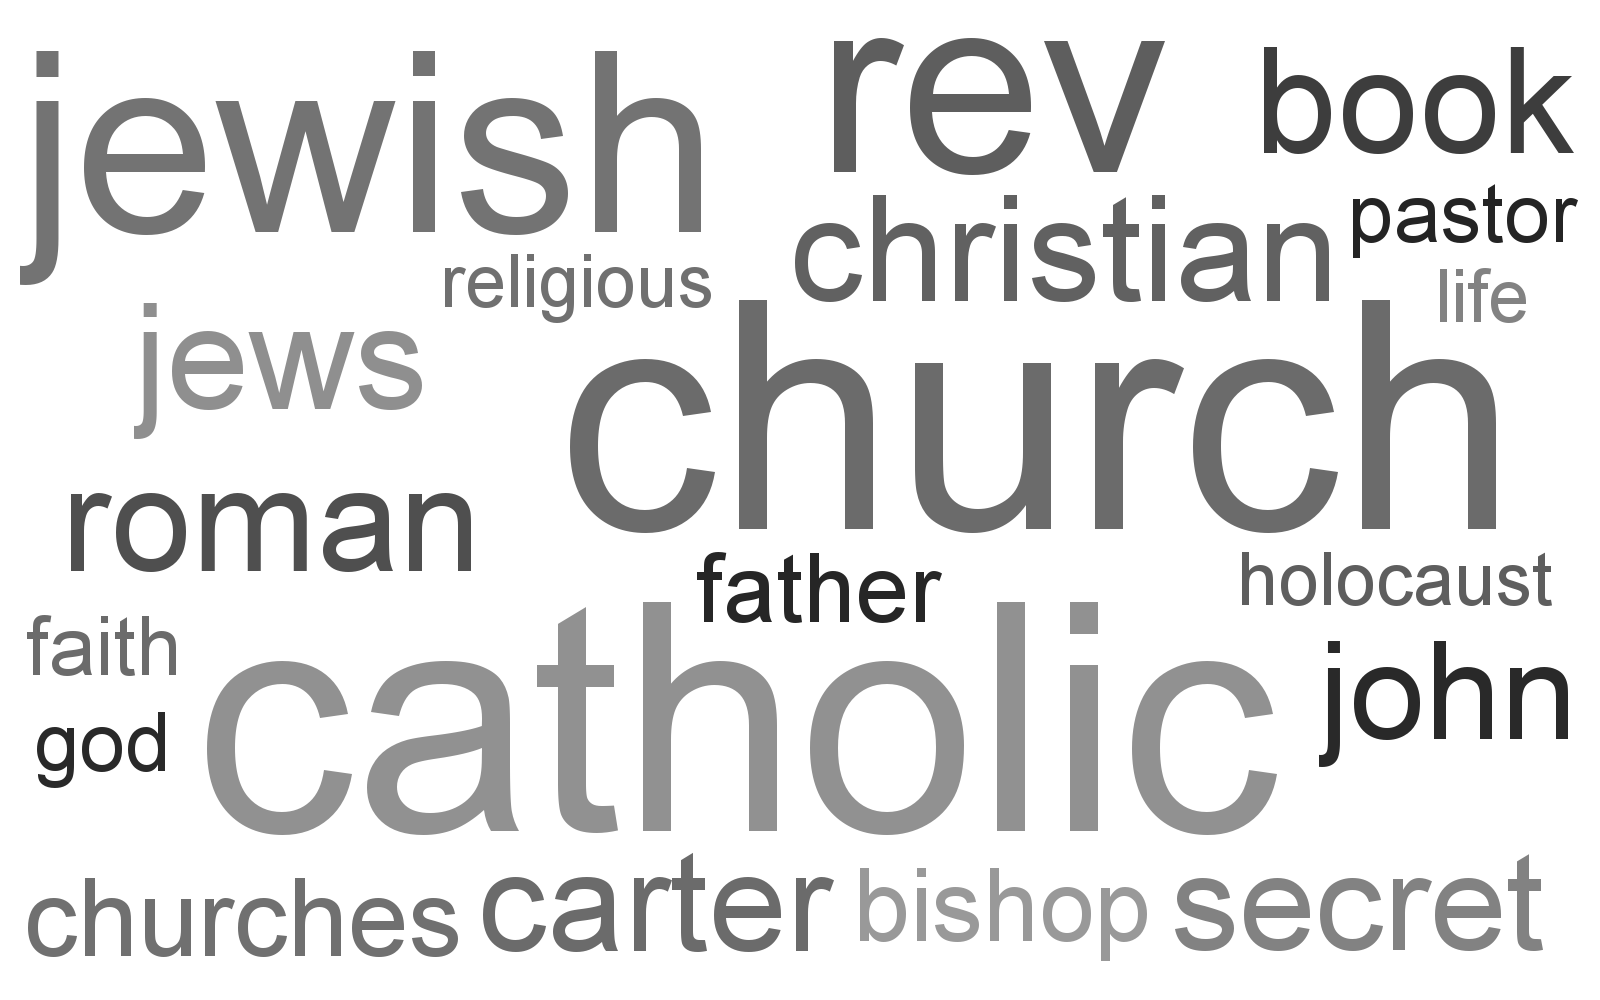 jewish rev book
christian pastor
religious life
jews church
roman
father holocaust
faith catholic john
god
churches carter bishop secret